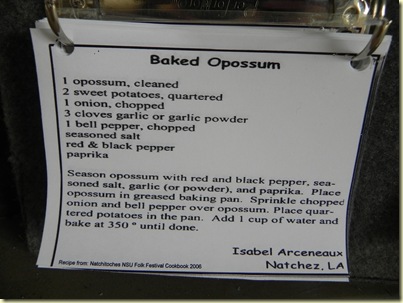 Baked Opossum
1 opossum, cleaned
2 sweet potatoes, quartered
1 onion, chopped
3 cloves garlic or garlic powder
1 bell pepper, chopped
seasoned salt
red & black pepper
paprika
Season opossum with red and black pepper, sea-
soned salt, garlic (or powder), and paprika. Place
opossum in greased baking pan. Sprinkle chopped
onion and bell pepper over opossum. Place quar-
tered potatoes in the pan. Add 1 cup of water and
bake at 350 ° until done.
Isabel Arceneaux
Natchez, LA
Recipe from: Natchitoches NSU Folk Festival Cookbook 2006